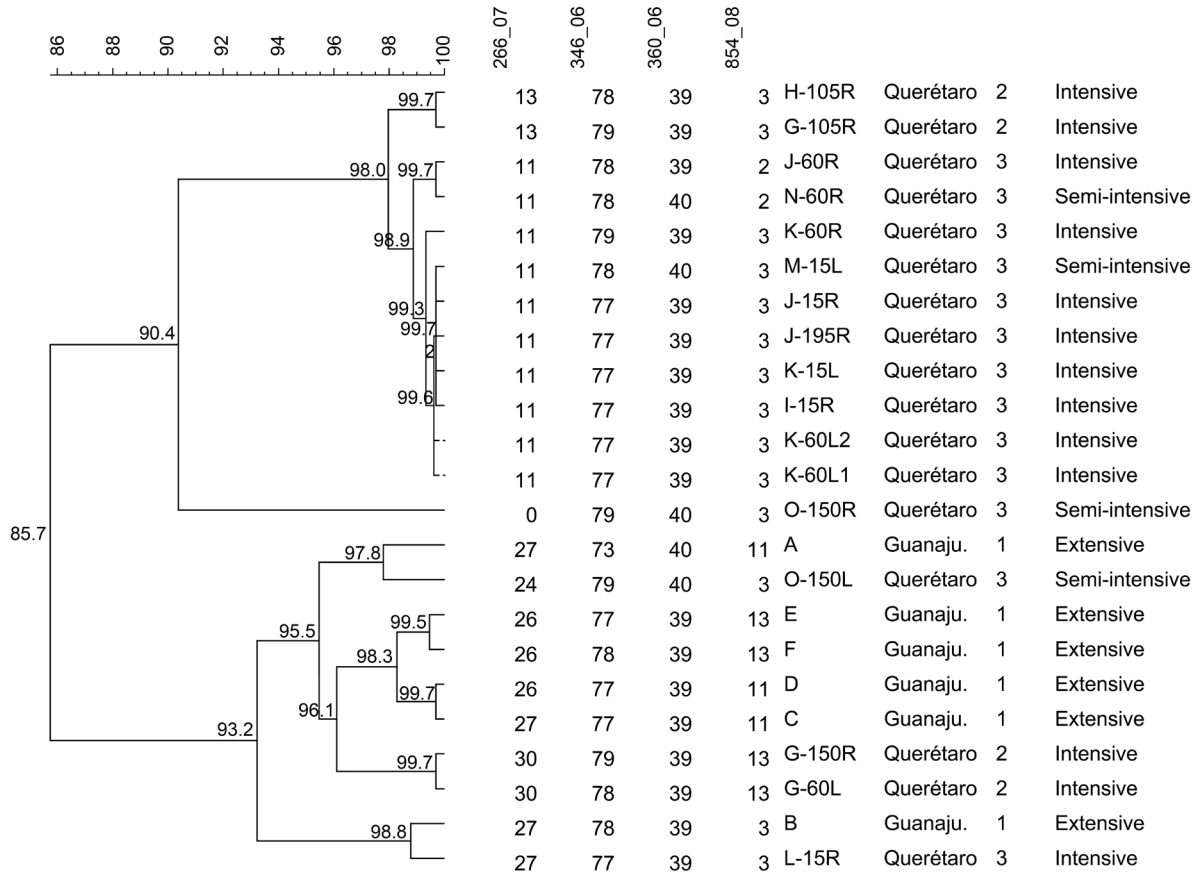 86 88 90 92 94 96 98 100 266_07 346_06 360_06 854_08
99.7 13 78 39 3 H-105R Querétaro 2 Intensive
13 79 39 3 G-105R Querétaro 2 Intensive
98.0 99.7 11 78 39 2 J-60R Querétaro 3 Intensive
11 78 40 2 N-60R Querétaro 3 Semi-intensive
98.9 11 79 39 3 K-60R Querétaro 3 Intensive
11 78 40 3 M-15L Querétaro 3 Semi-intensive
99.3 11 77 39 3 J-15R Querétaro 3 Intensive
90.4 99.7 11 77 39 3 J-195R Querétaro 3 Intensive
2 11 77 39 3 K-15L Querétaro 3 Intensive
99.6 11 77 39 3 I-15R Querétaro 3 Intensive
11 77 39 3 K-60L2 Querétaro 3 Intensive
11 77 39 3 K-60L1 Querétaro 3 Intensive
85.7 0 79 40 3 O-150R Querétaro 3 Semi-intensive
97.8 27 73 40 11 A Guanaju. 1 Extensive
24 79 40 3 O-150L Querétaro 3 Semi-intensive
95.5 99.5 26 77 39 13 E Guanaju. 1 Extensive
98.3 26 78 39 13 F Guanaju. 1 Extensive
99.7 26 77 39 11 D Guanaju. 1 Extensive
96.1 27 77 39 11 C Guanaju. 1 Extensive
93.2 99.7 30 79 39 13 G-150R Querétaro 2 Intensive
30 78 39 13 G-60L Querétaro 2 Intensive
98.8 27 78 39 3 B Guanaju. 1 Extensive
27 77 39 3 L-15R Querétaro 3 Intensive